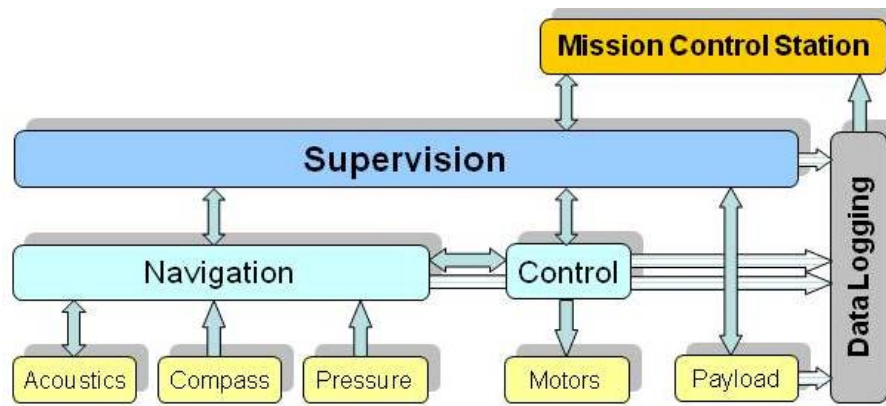 Mission Control Station
Supervision
Navigation
Control
Data Logging
Acoustics
Compass
Pressure
Motors
Payload